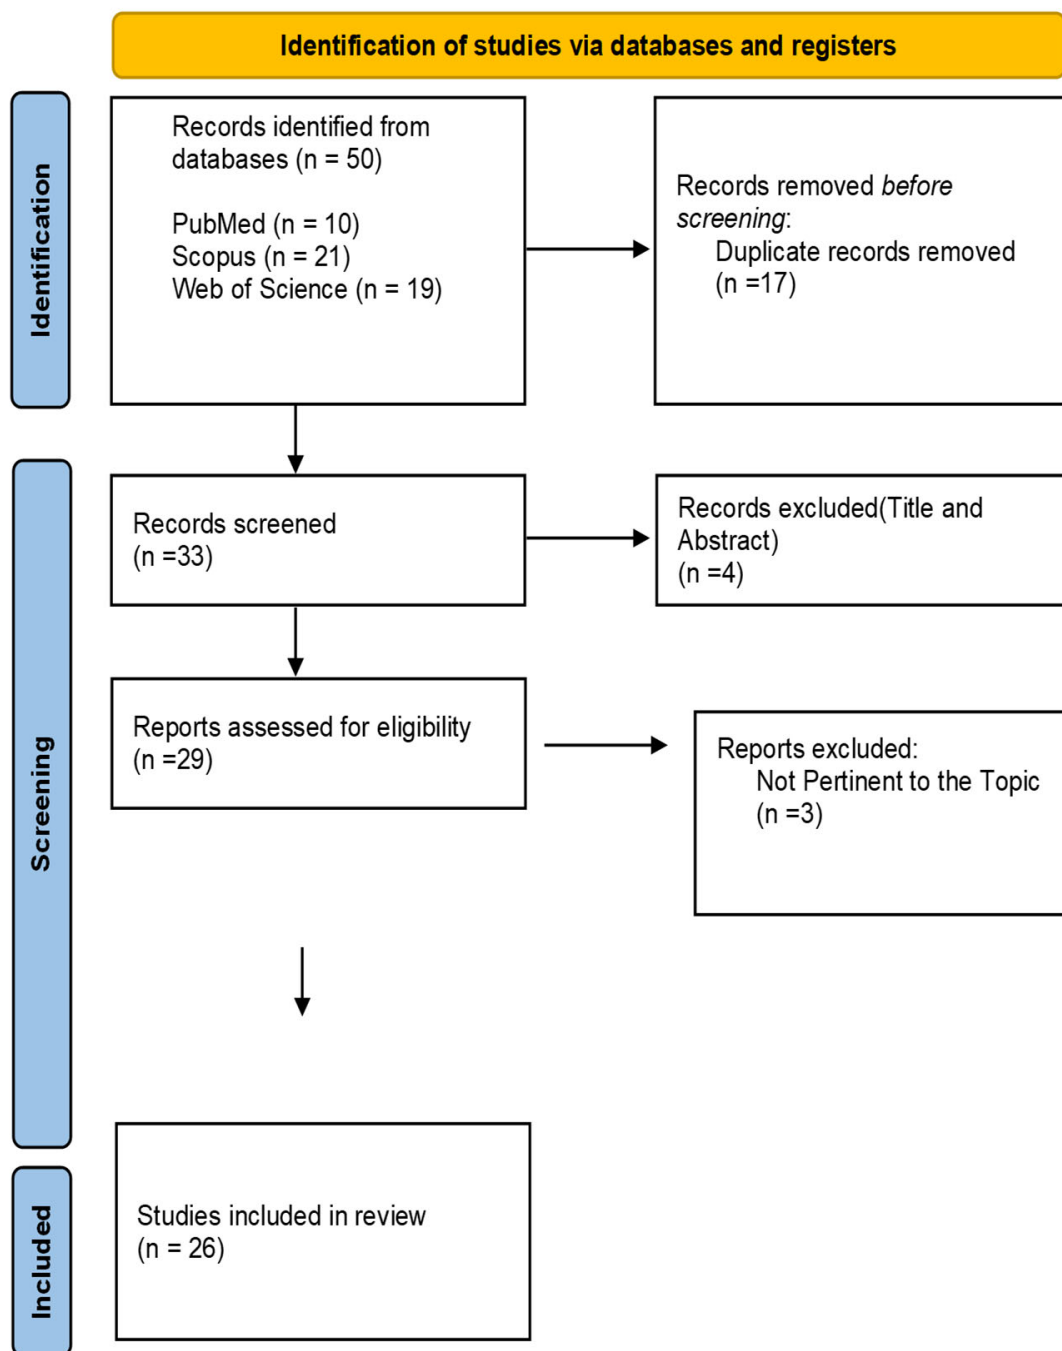 Identification of studies via databases and registers
Identification
Records identified from
databases (n = 50)
PubMed (n = 10)
Scopus (n = 21)
Web of Science (n = 19)
Records removed before
screening:
Duplicate records removed
(n =17)
Screening
Records screened
(n =33)
Records excluded(Title and
Abstract)
(n =4)
Reports assessed for eligibility
(n =29)
Reports excluded:
Not Pertinent to the Topic
(n =3)
Included
Studies included in review
(n = 26)